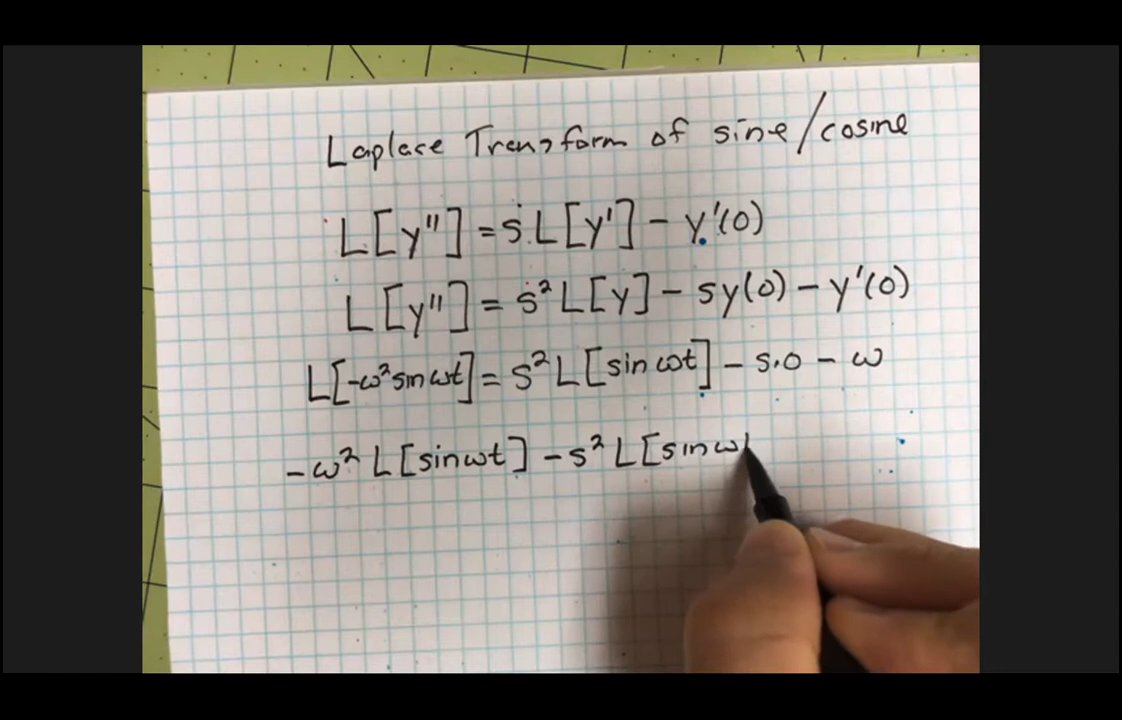 Laplace Transform of sine/cosine
L[y''] = s L[y'] - y'(0)
L[y''] = s² L[y] - sy(0) - y'(0)
L[-ω² sin ωt] = s² L[sin ωt] - s·0 - ω
-ω² L[sin ωt] - s² L[sin ω